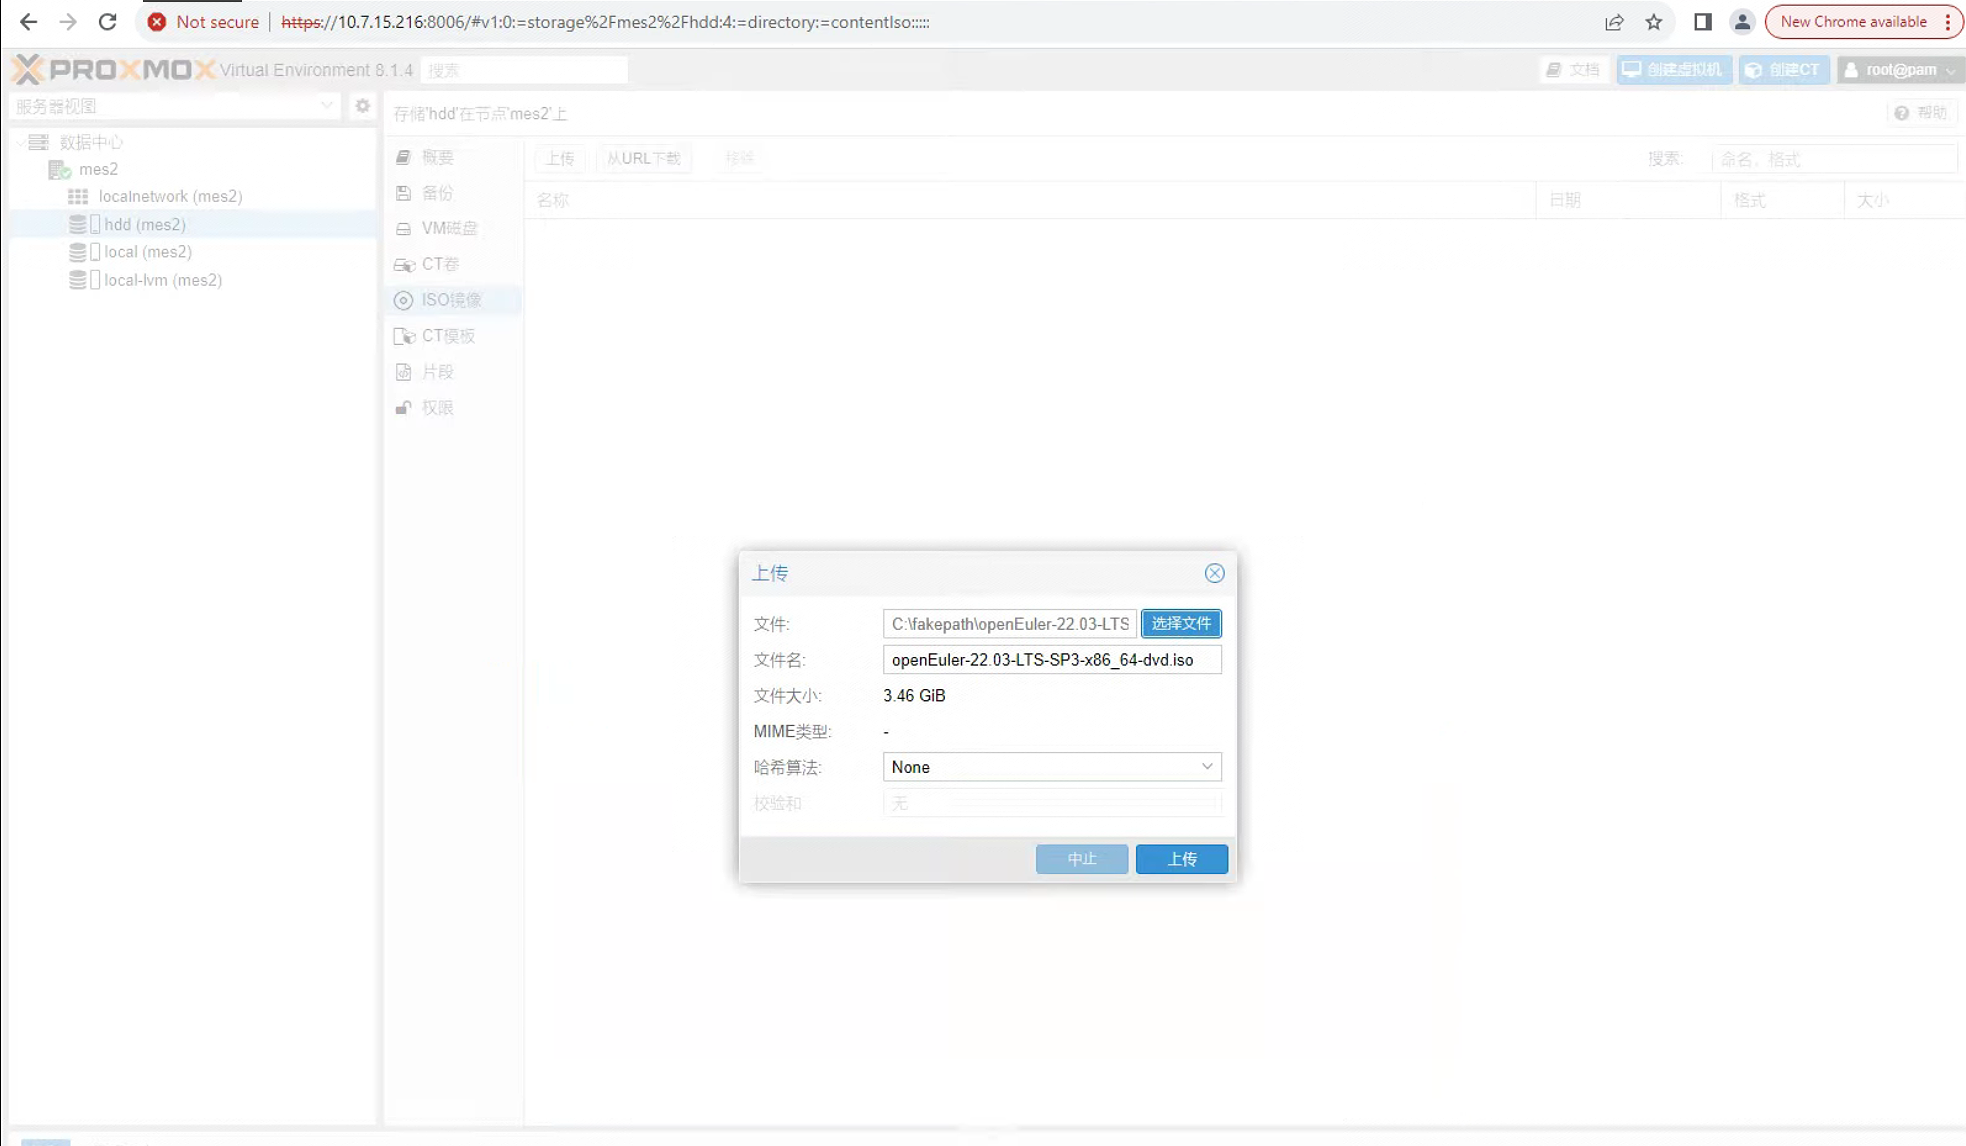 Not secure https://10.7.15.216:8006/#v1:0:=storage%2Fmes2%2Fhdd:4:=directory:=contentIso::::: New Chrome available
PROXMOX Virtual Environment 8.1.4 搜索 文档 创建虚拟机 创建CT root@pam
服务器视图
存储'hdd'在节点'mes2'上 帮助
数据中心
mes2
localnetwork (mes2)
hdd (mes2)
local (mes2)
local-lvm (mes2)
概要
备份
VM磁盘
CT卷
ISO镜像
CT模板
片段
权限
上传 从URL下载 移除 搜索: 命名，格式
名称 日期 格式 大小
上传
文件: C:\fakepath\openEuler-22.03-LTS 选择文件
文件名: openEuler-22.03-LTS-SP3-x86_64-dvd.iso
文件大小: 3.46 GiB
MIME类型: -
哈希算法: None
校验和 无
中止 上传